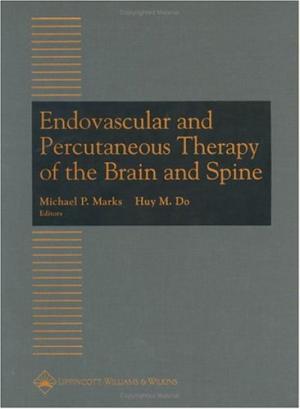 Endovascular and
Percutaneous Therapy
of the Brain and Spine
Michael P. Marks Huy M. Do
Editors
LIPPINCOTT WILLIAMS & WILKINS